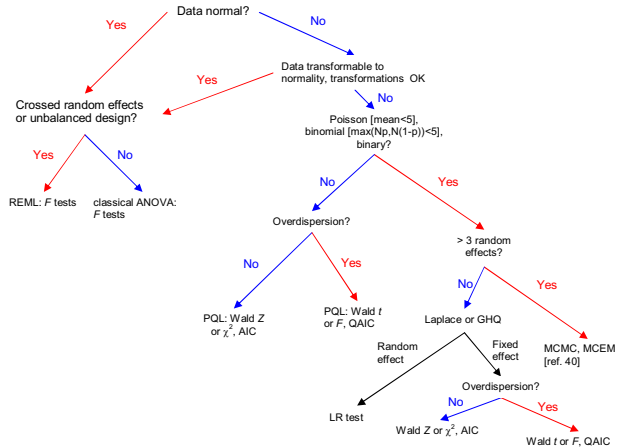 Data normal?
Yes
No
Data transformable to
normality, transformations OK
Yes
No
Crossed random effects
or unbalanced design?
Poisson [mean<5],
binomial [max(Np,N(1-p))<5],
binary?
Yes
No
No
Yes
REML: F tests
classical ANOVA:
F tests
Overdispersion?
> 3 random
effects?
No
Yes
No
Yes
PQL: Wald Z
or χ², AIC
PQL: Wald t
or F, QAIC
Laplace or GHQ
Random
effect
Fixed
effect
MCMC, MCEM
[ref. 40]
Overdispersion?
LR test
No
Yes
Wald Z or χ², AIC
Wald t or F, QAIC